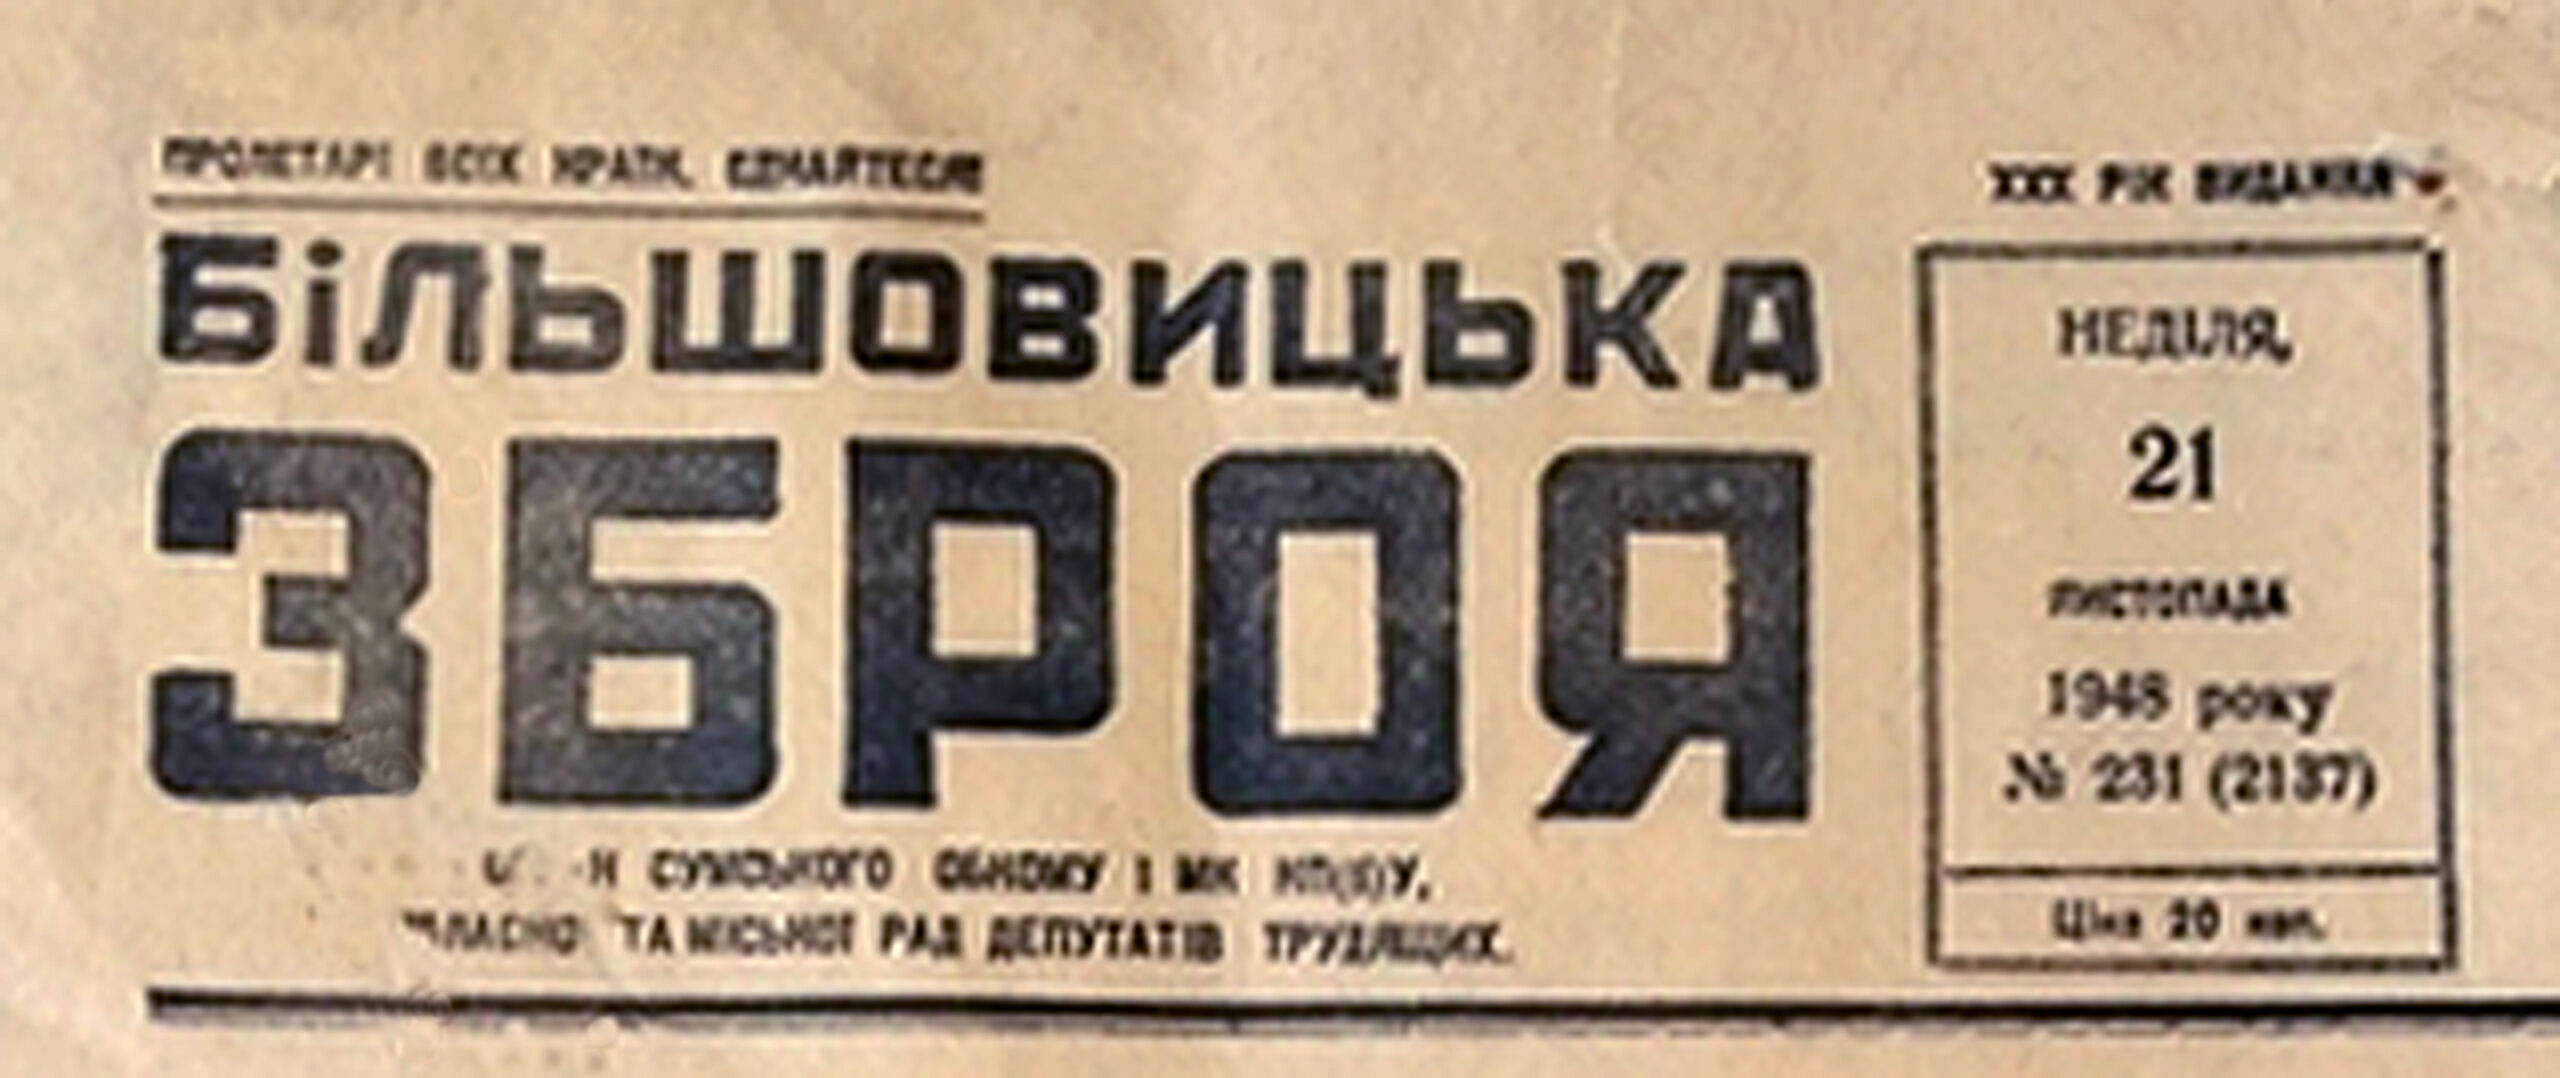 ПРОЛЕТАРІ ВСІХ КРАЇН, ЄДНАЙТЕСЯ!
XXX РІК ВИДАННЯ
БІЛЬШОВИЦЬКА
ЗБРОЯ
СУМСЬКОГО ОБКОМУ І МК КП(б)У,
ТА МІСЬКОЇ РАД ДЕПУТАТІВ ТРУДЯЩИХ.
НЕДІЛЯ,
21
ЛИСТОПАДА
1948 року
№ 231 (2137)
Ціна 20 коп.